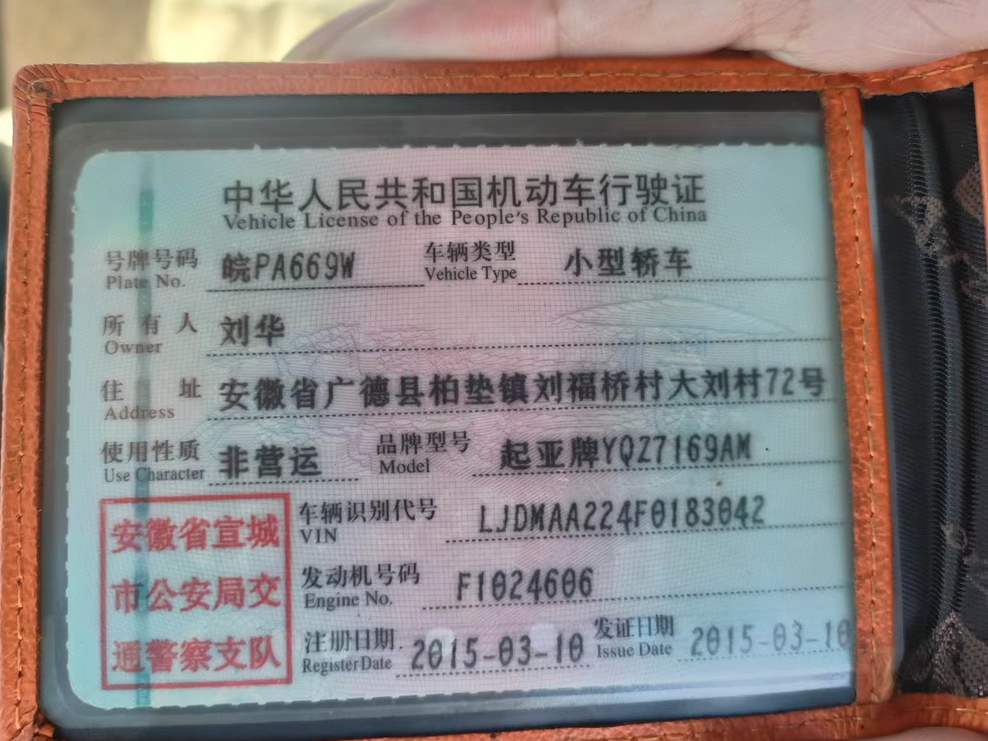 中华人民共和国机动车行驶证
Vehicle License of the People's Republic of China
号牌号码 皖PA669W 车辆类型 小型轿车
Plate No. Vehicle Type
所有人 刘华
Owner
住址 安徽省广德县柏垫镇刘福桥村大刘村72号
Address
使用性质 非营运 品牌型号 起亚牌YQZ7169AM
Use Character Model
安徽省宣城
市公安局交
通警察支队
车辆识别代号 LJDMAA224F0183042
VIN
发动机号码 F1024606
Engine No.
注册日期 2015-03-10 发证日期 2015-03-10
Register Date Issue Date